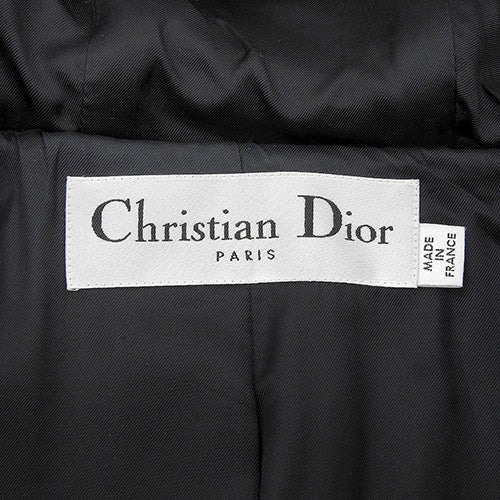 Christian Dior
PARIS
MADE
IN
FRANCE